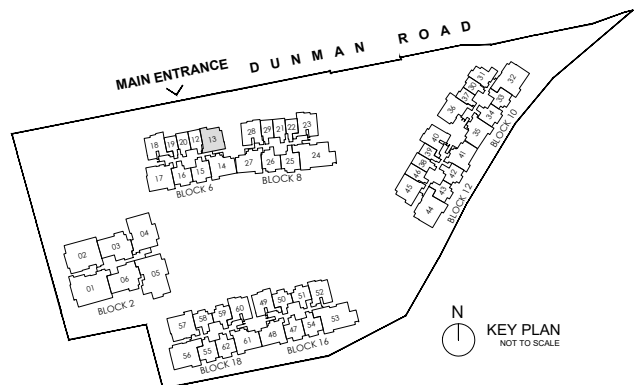 DUNMAN ROAD
MAIN ENTRANCE
18 19 20 12 13
28 29 21 22 23
17 16 15 14 27 26 25 24
BLOCK 6
BLOCK 8
31
30
37
32
33
36
34
35
BLOCK 10
40
39
38
41
46
42
45
43
44
BLOCK 12
04
03
02
05
06
01
BLOCK 2
57 58 59 60 49 50 51 52
56 55 62 61 48 47 54 53
BLOCK 18
BLOCK 16
N
KEY PLAN
NOT TO SCALE